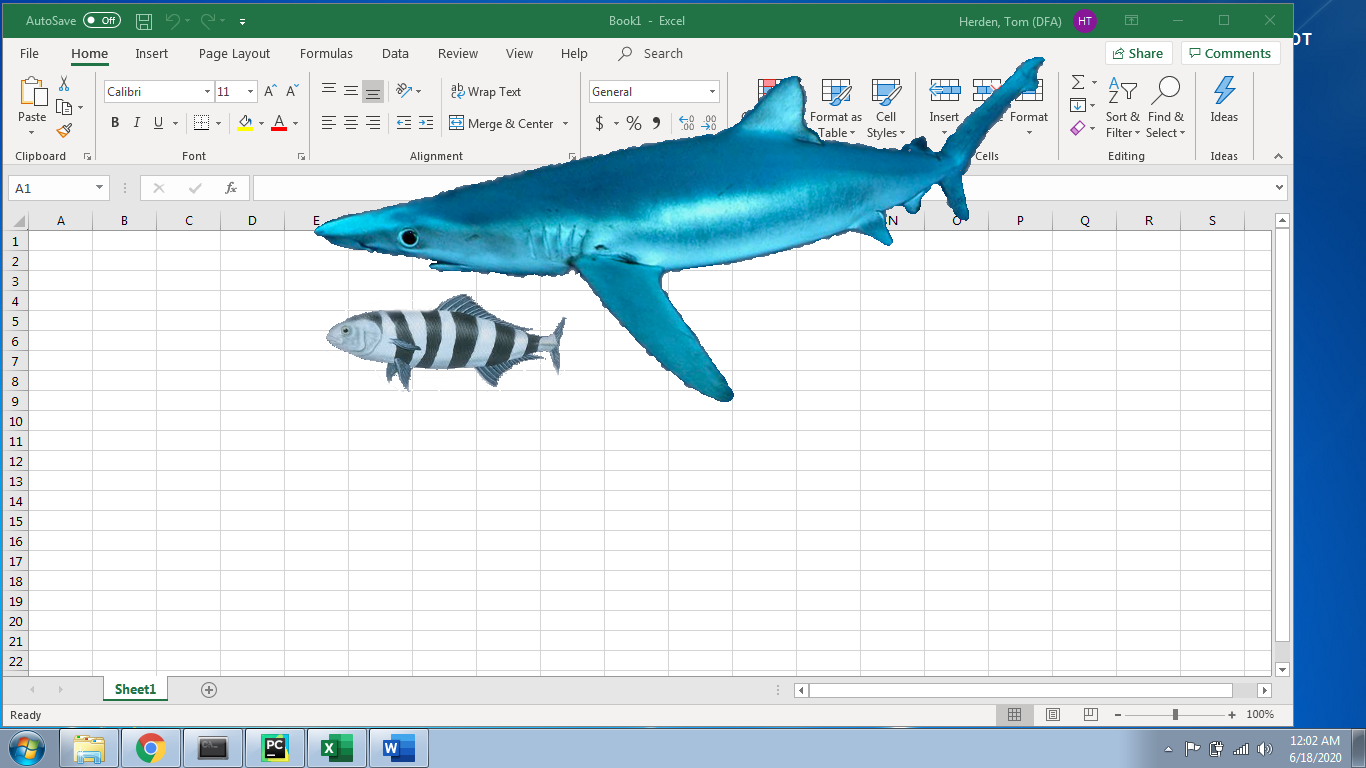 AutoSave Off Book1 - Excel Herden, Tom (DFA) HT
OT
File Home Insert Page Layout Formulas Data Review View Help Search Share Comments
Paste Calibri 11 ab Wrap Text General Format as Table Cell Styles Insert Format Sort & Filter Find & Select Ideas
B I U A Merge & Center $ % Σ
Clipboard Font Alignment Cells Editing Ideas
A1 fx
A B C D E N O P Q R S
1
2
3
4
5
6
7
8
9
10
11
12
13
14
15
16
17
18
19
20
21
22
Sheet1
Ready 100%
12:02 AM
6/18/2020